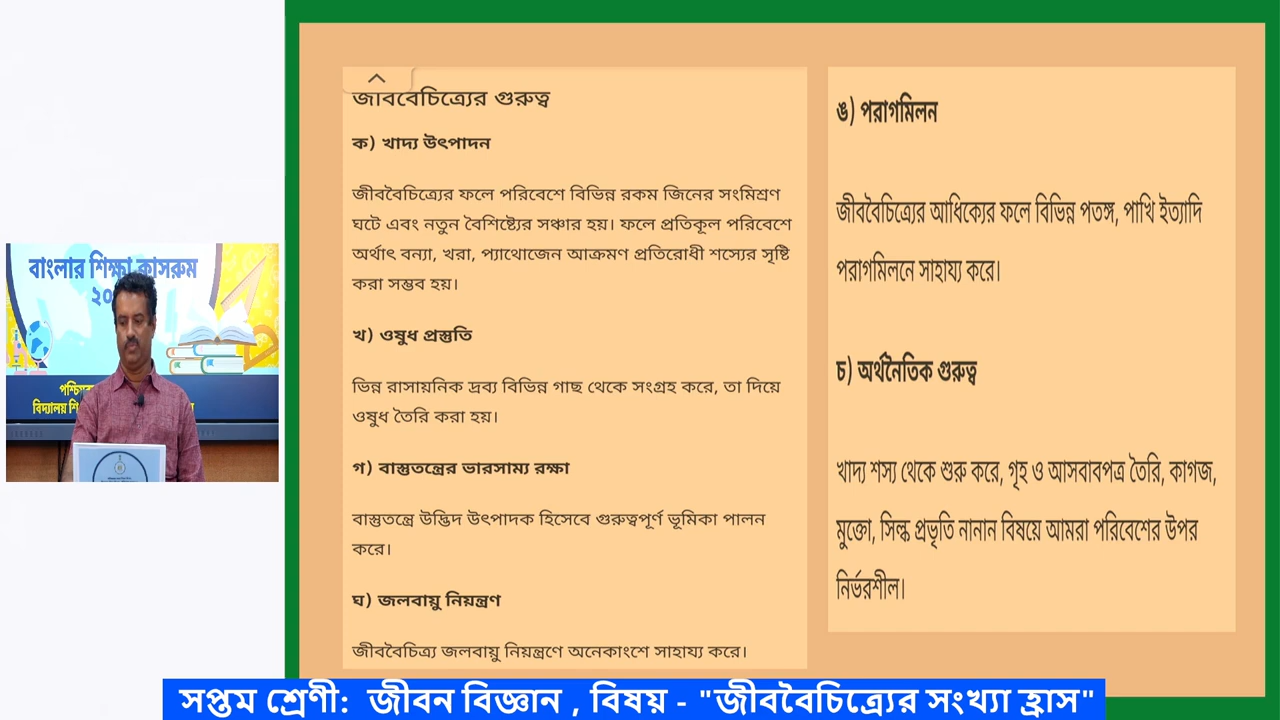 বাংলার শিক্ষা
পশ্চিমবঙ্গ
বিদ্যালয়
জীববৈচিত্র্যের গুরুত্ব
ক) খাদ্য উৎপাদন
জীববৈচিত্র্যের ফলে পরিবেশে বিভিন্ন রকম জিনের সংমিশ্রণ
ঘটে এবং নতুন বৈশিষ্ট্যের সঞ্চার হয়। ফলে প্রতিকূল পরিবেশে
অর্থাৎ বন্যা, খরা, প্যাথোজেন আক্রমণ প্রতিরোধী শস্যের সৃষ্টি
করা সম্ভব হয়।
খ) ওষুধ প্রস্তুতি
ভিন্ন রাসায়নিক দ্রব্য বিভিন্ন গাছ থেকে সংগ্রহ করে, তা দিয়ে
ওষুধ তৈরি করা হয়।
গ) বাস্তুতন্ত্রের ভারসাম্য রক্ষা
বাস্তুতন্ত্রে উদ্ভিদ উৎপাদক হিসেবে গুরুত্বপূর্ণ ভূমিকা পালন
করে।
ঘ) জলবায়ু নিয়ন্ত্রণ
জীববৈচিত্র্য জলবায়ু নিয়ন্ত্রণে অনেকাংশে সাহায্য করে।
ঙ) পরাগমিলন
জীববৈচিত্র্যের আধিক্যের ফলে বিভিন্ন পতঙ্গ, পাখি ইত্যাদি
পরাগমিলনে সাহায্য করে।
চ) অর্থনৈতিক গুরুত্ব
খাদ্য শস্য থেকে শুরু করে, গৃহ ও আসবাবপত্র তৈরি, কাগজ,
মুক্তো, সিল্ক প্রভৃতি নানান বিষয়ে আমরা পরিবেশের উপর
নির্ভরশীল।
সপ্তম শ্রেণী: জীবন বিজ্ঞান , বিষয় - "জীববৈচিত্র্যের সংখ্যা হ্রাস"